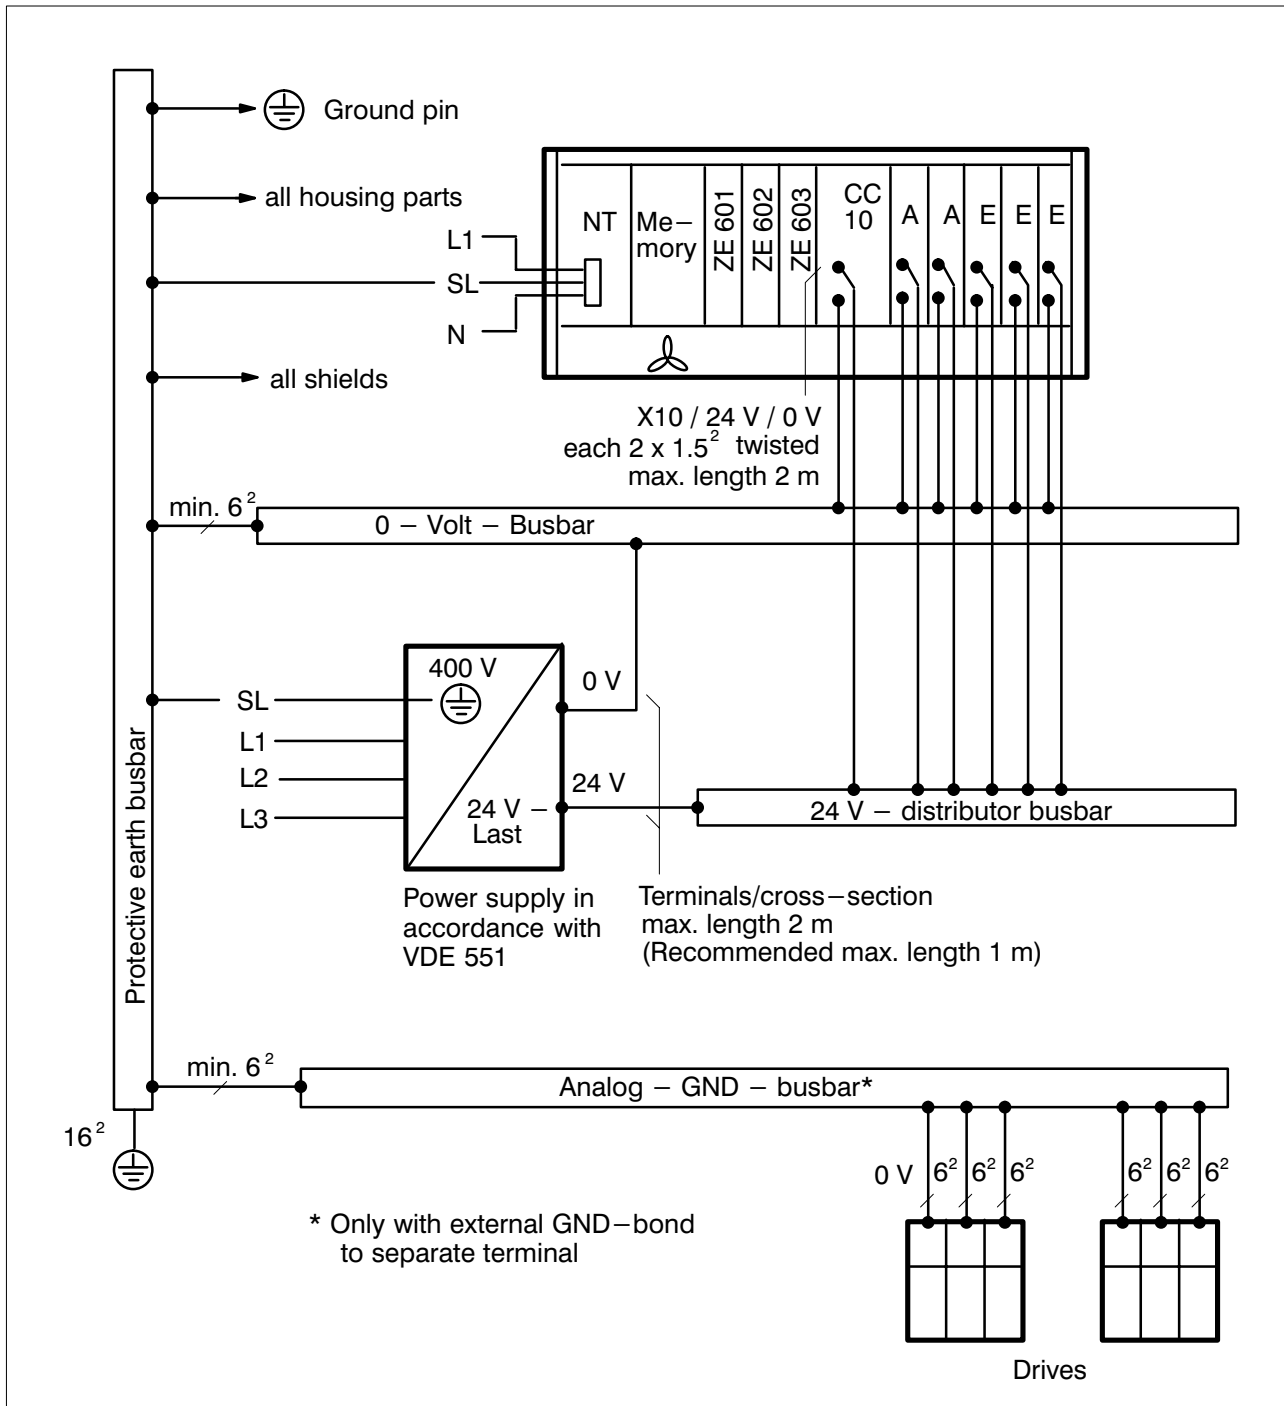 Ground pin
all housing parts
L1
SL
N
all shields
NT
Me–
mory
ZE 601
ZE 602
ZE 603
CC
10
A
A
E
E
E
X10 / 24 V / 0 V
each 2 x 1.5² twisted
max. length 2 m
min. 6²
0 – Volt – Busbar
400 V
0 V
SL
L1
L2
L3
24 V
24 V –
Last
24 V – distributor busbar
Protective earth busbar
Power supply in
accordance with
VDE 551
Terminals/cross–section
max. length 2 m
(Recommended max. length 1 m)
min. 6²
Analog – GND – busbar*
16²
0 V
6²
6²
6²
6²
6²
6²
* Only with external GND–bond
to separate terminal
Drives